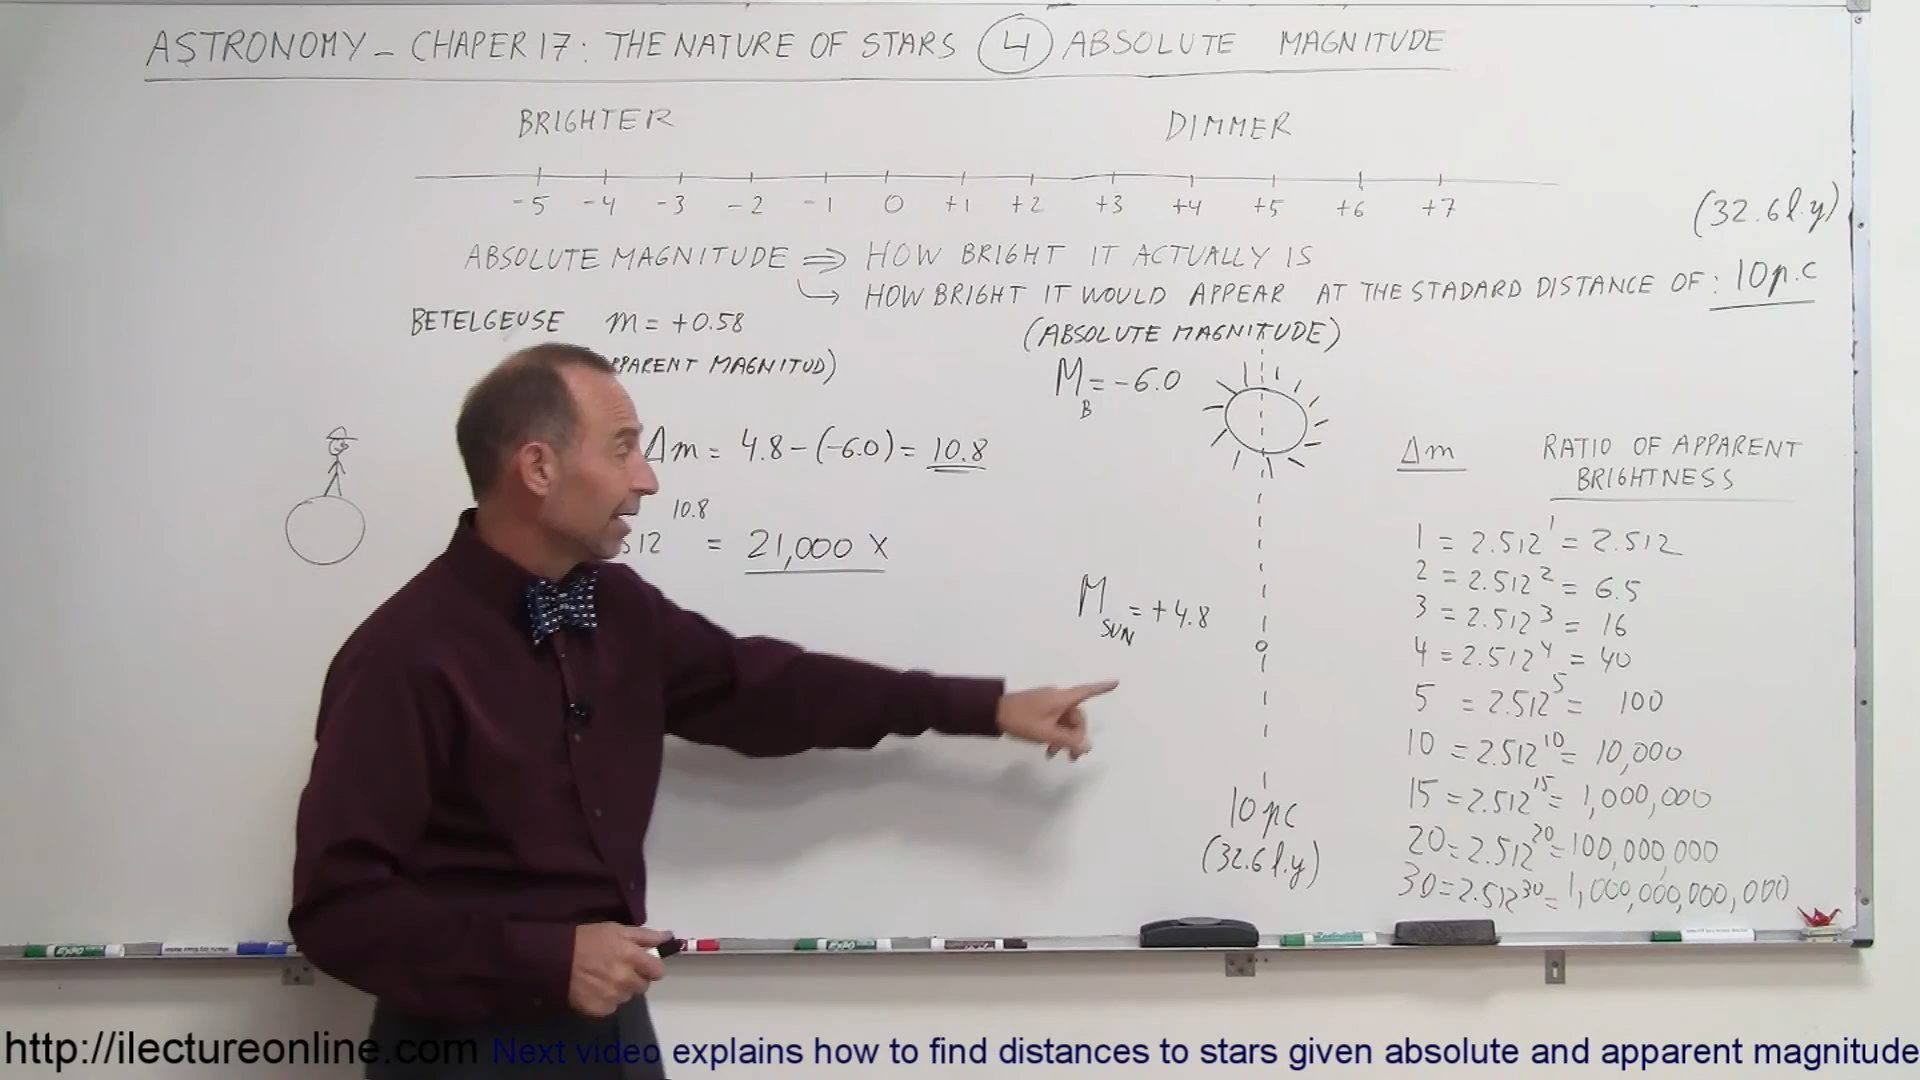 ASTRONOMY - CHAPER 17: THE NATURE OF STARS 4 ABSOLUTE MAGNITUDE
BRIGHTER DIMMER
-5 -4 -3 -2 -1 0 +1 +2 +3 +4 +5 +6 +7
(32.6 l.y)
ABSOLUTE MAGNITUDE ⇒ HOW BRIGHT IT ACTUALLY IS
→ HOW BRIGHT IT WOULD APPEAR AT THE STADARD DISTANCE OF: 10 p.c
BETELGEUSE m = +0.58
(ABSOLUTE MAGNITUDE)
PPARENT MAGNITUD)
M_B = -6.0
Δm = 4.8 - (-6.0) = 10.8
512^10.8 = 21,000 X
M_SUN = +4.8
10 pc
(32.6 l.y)
Δm RATIO OF APPARENT
BRIGHTNESS
1 = 2.512^1 = 2.512
2 = 2.512^2 = 6.5
3 = 2.512^3 = 16
4 = 2.512^4 = 40
5 = 2.512^5 = 100
10 = 2.512^10 = 10,000
15 = 2.512^15 = 1,000,000
20 = 2.512^20 = 100,000,000
30 = 2.512^30 = 1,000,000,000,000
http://ilectureonline.com Next video explains how to find distances to stars given absolute and apparent magnitude